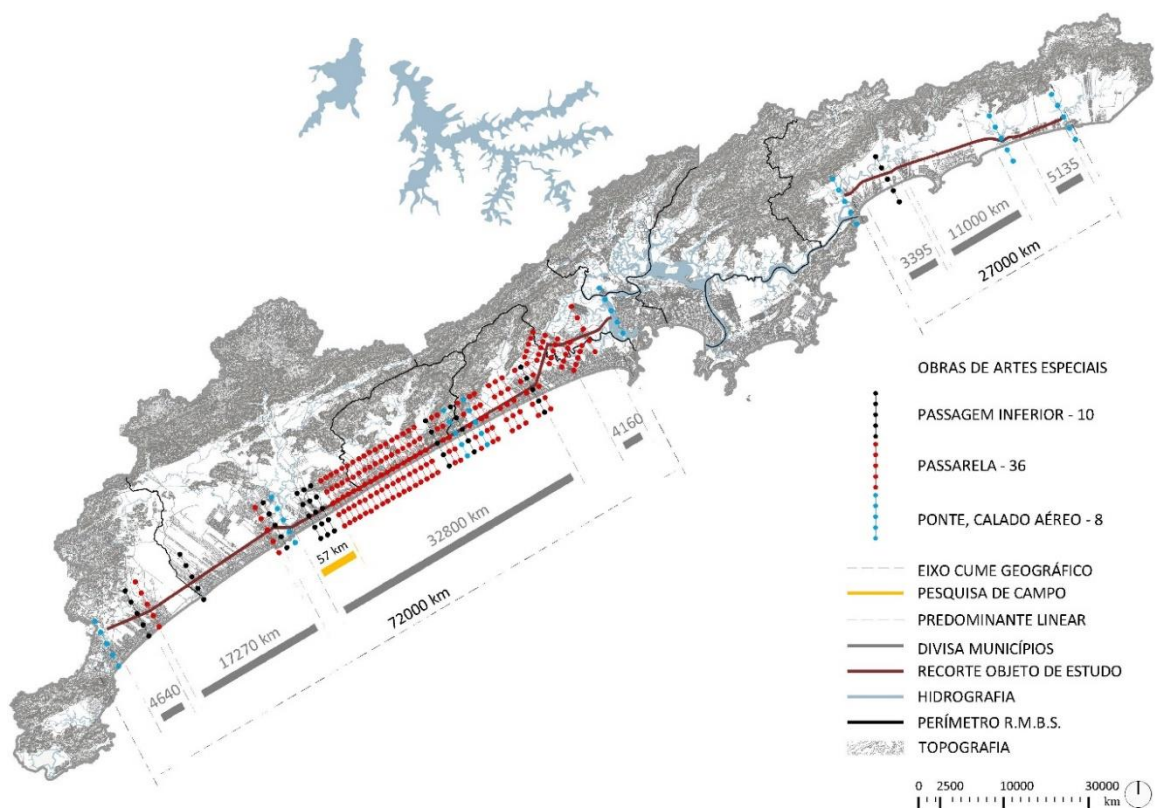 5135
11000 km
3395
27000 km
OBRAS DE ARTES ESPECIAIS
PASSAGEM INFERIOR - 10
PASSARELA - 36
PONTE, CALADO AÉREO - 8
4160
32800 km
57 km
72000 km
17270 km
4640
EIXO CUME GEOGRÁFICO
PESQUISA DE CAMPO
PREDOMINANTE LINEAR
DIVISA MUNICÍPIOS
RECORTE OBJETO DE ESTUDO
HIDROGRAFIA
PERÍMETRO R.M.B.S.
TOPOGRAFIA
0 2500 10000 30000
km